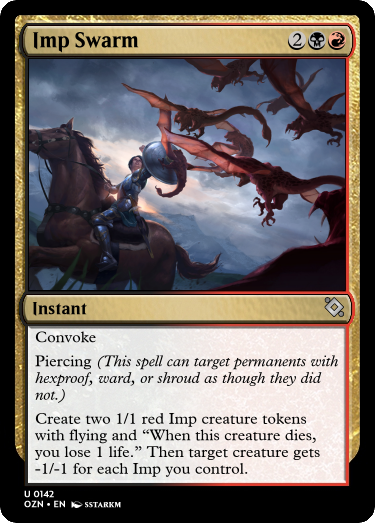 Imp Swarm 2
Instant
Convoke
Piercing (This spell can target permanents with
hexproof, ward, or shroud as though they did
not.)
Create two 1/1 red Imp creature tokens
with flying and “When this creature dies,
you lose 1 life.” Then target creature gets
-1/-1 for each Imp you control.
U 0142
OZN • EN SSTARKM